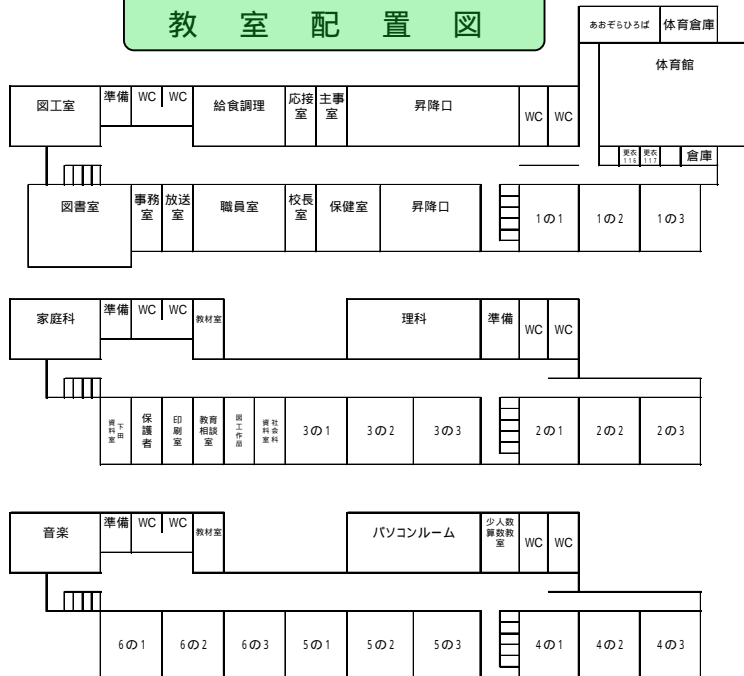 教室配置図
あおぞらひろば
体育倉庫
体育館
図工室
準備
WC
WC
給食調理
応接
室
主事
室
昇降口
WC
WC
更衣
116
更衣
117
倉庫
図書室
事務
室
放送
室
職員室
校長
室
保健室
昇降口
1の1
1の2
1の3
家庭科
準備
WC
WC
教材室
理科
準備
WC
WC
下田
資料室
保護者
印刷室
教育
相談
室
図工作品
社会科
資料室
3の1
3の2
3の3
2の1
2の2
2の3
音楽
準備
WC
WC
教材室
パソコンルーム
少人数
算数教
室
WC
WC
6の1
6の2
6の3
5の1
5の2
5の3
4の1
4の2
4の3